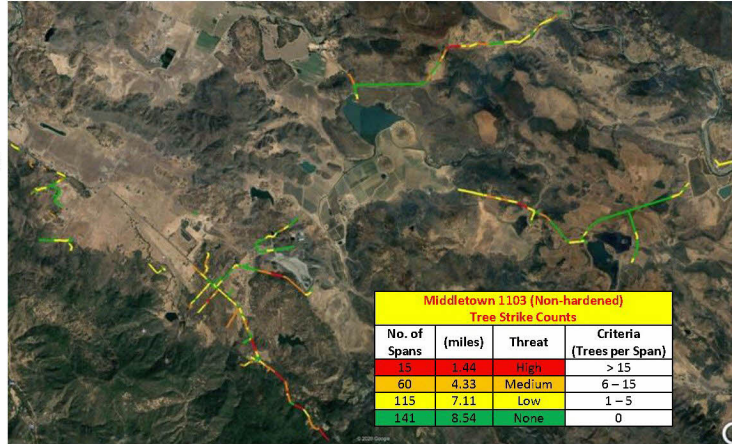 Middletown 1103 (Non-hardened)
Tree Strike Counts
No. of Spans (miles) Threat Criteria (Trees per Span)
15 1.44 High > 15
60 4.33 Medium 6 – 15
115 7.11 Low 1 – 5
141 8.54 None 0
© 2020 Google